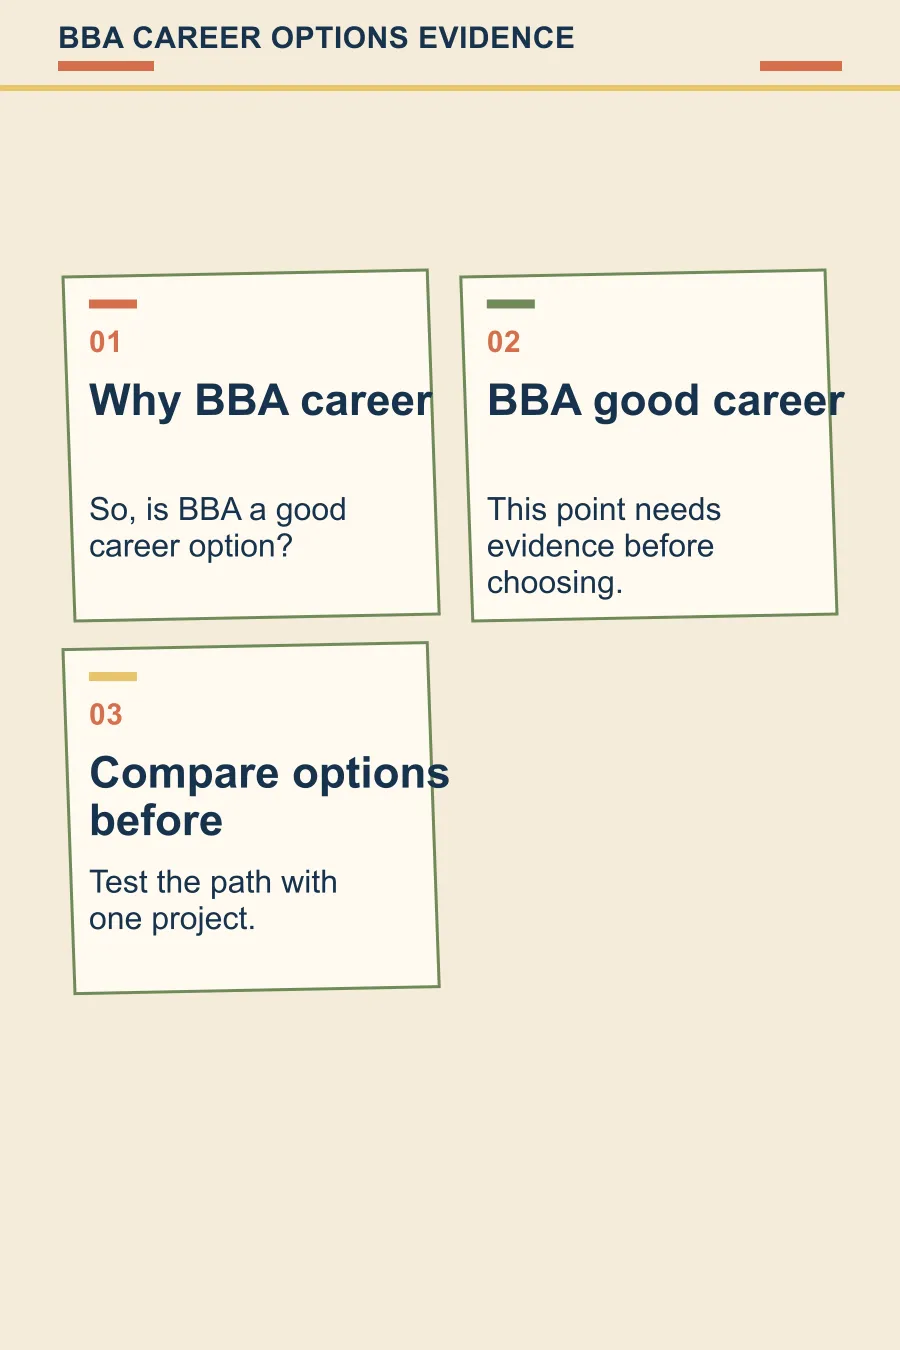 BBA CAREER OPTIONS EVIDENCE
01
Why BBA career
So, is BBA a good
career option?
02
BBA good career
This point needs
evidence before
choosing.
03
Compare options
before
Test the path with
one project.